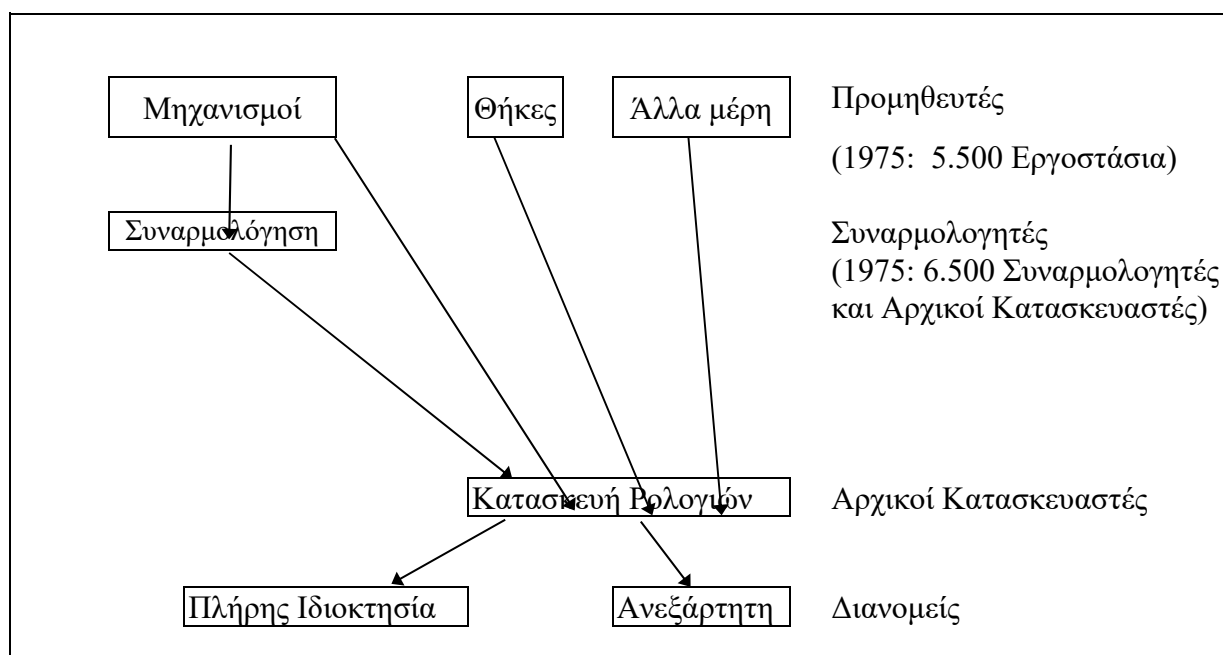 Μηχανισμοί
Θήκες
Άλλα μέρη
Προμηθευτές
(1975: 5.500 Εργοστάσια)
Συναρμολόγηση
Συναρμολογητές
(1975: 6.500 Συναρμολογητές
και Αρχικοί Κατασκευαστές)
Κατασκευή Ρολογιών
Αρχικοί Κατασκευαστές
Πλήρης Ιδιοκτησία
Ανεξάρτητη
Διανομείς